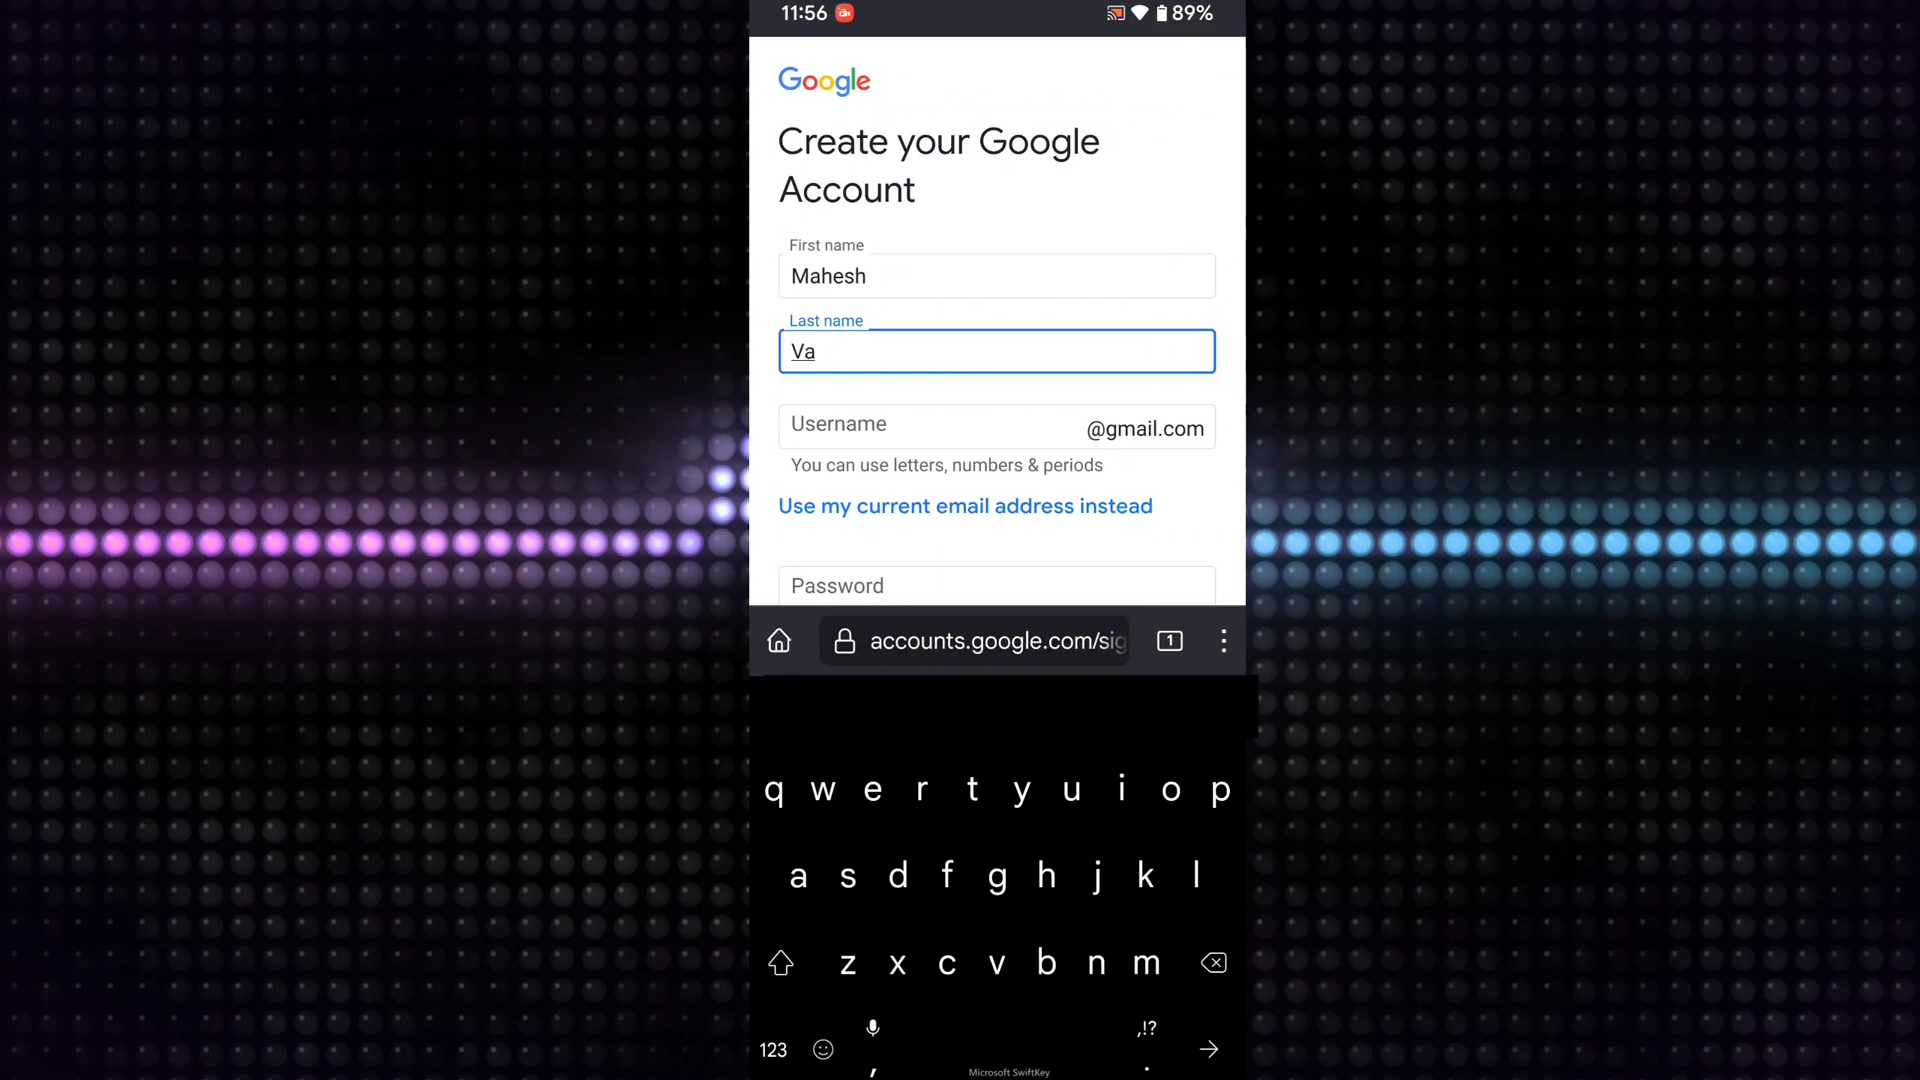 11:56 89%
Google
Create your Google
Account
First name
Mahesh
Last name
Va
Username @gmail.com
You can use letters, numbers & periods
Use my current email address instead
Password
accounts.google.com/sig 1
q w e r t y u i o p
a s d f g h j k l
z x c v b n m
,!?
123 , .
Microsoft SwiftKey